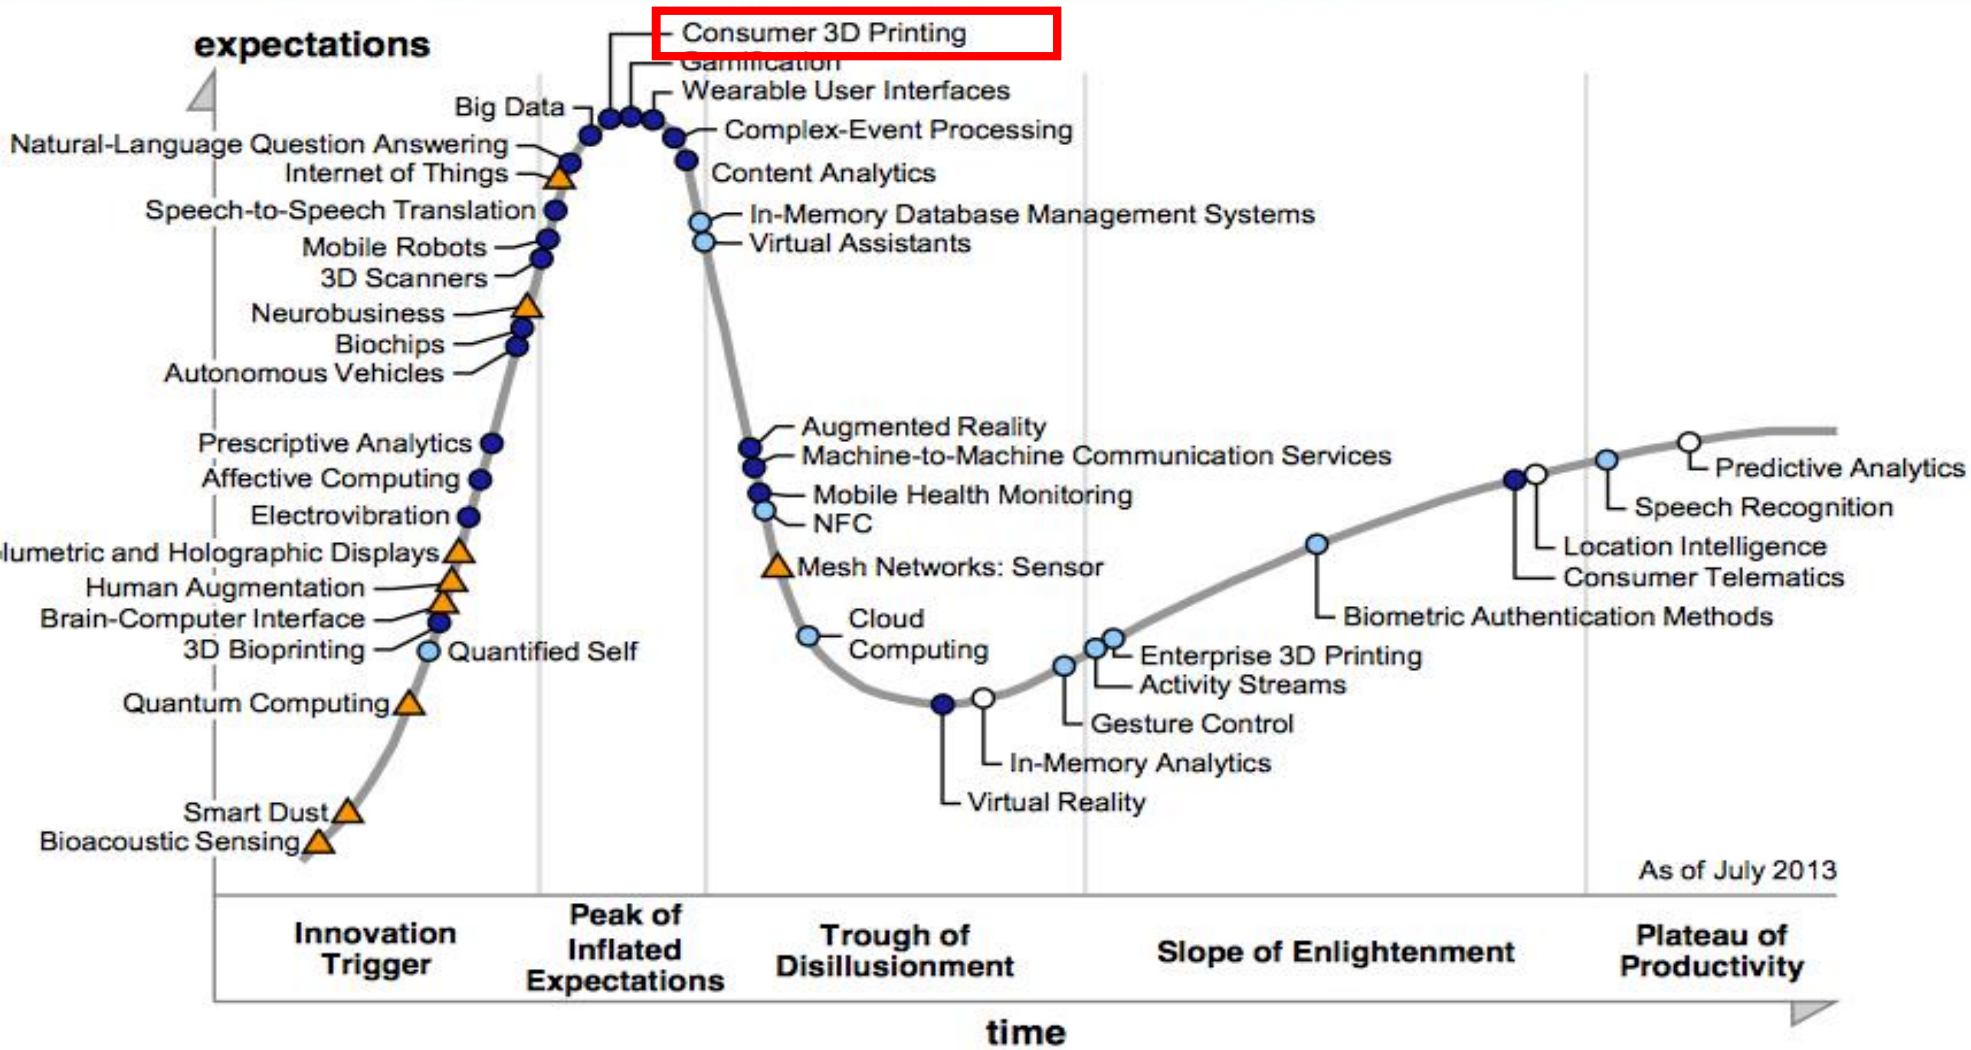 expectations
Consumer 3D Printing
Gamification
Wearable User Interfaces
Big Data
Complex-Event Processing
Natural-Language Question Answering
Internet of Things
Content Analytics
Speech-to-Speech Translation
In-Memory Database Management Systems
Mobile Robots
Virtual Assistants
3D Scanners
Neurobusiness
Biochips
Autonomous Vehicles
Augmented Reality
Prescriptive Analytics
Machine-to-Machine Communication Services
Predictive Analytics
Affective Computing
Mobile Health Monitoring
Speech Recognition
Electrovibration
NFC
lumetric and Holographic Displays
Location Intelligence
Mesh Networks: Sensor
Consumer Telematics
Human Augmentation
Brain-Computer Interface
Cloud
Computing
Biometric Authentication Methods
3D Bioprinting
Quantified Self
Enterprise 3D Printing
Activity Streams
Quantum Computing
Gesture Control
In-Memory Analytics
Virtual Reality
Smart Dust
Bioacoustic Sensing
As of July 2013
Innovation
Trigger
Peak of
Inflated
Expectations
Trough of
Disillusionment
Slope of Enlightenment
Plateau of
Productivity
time